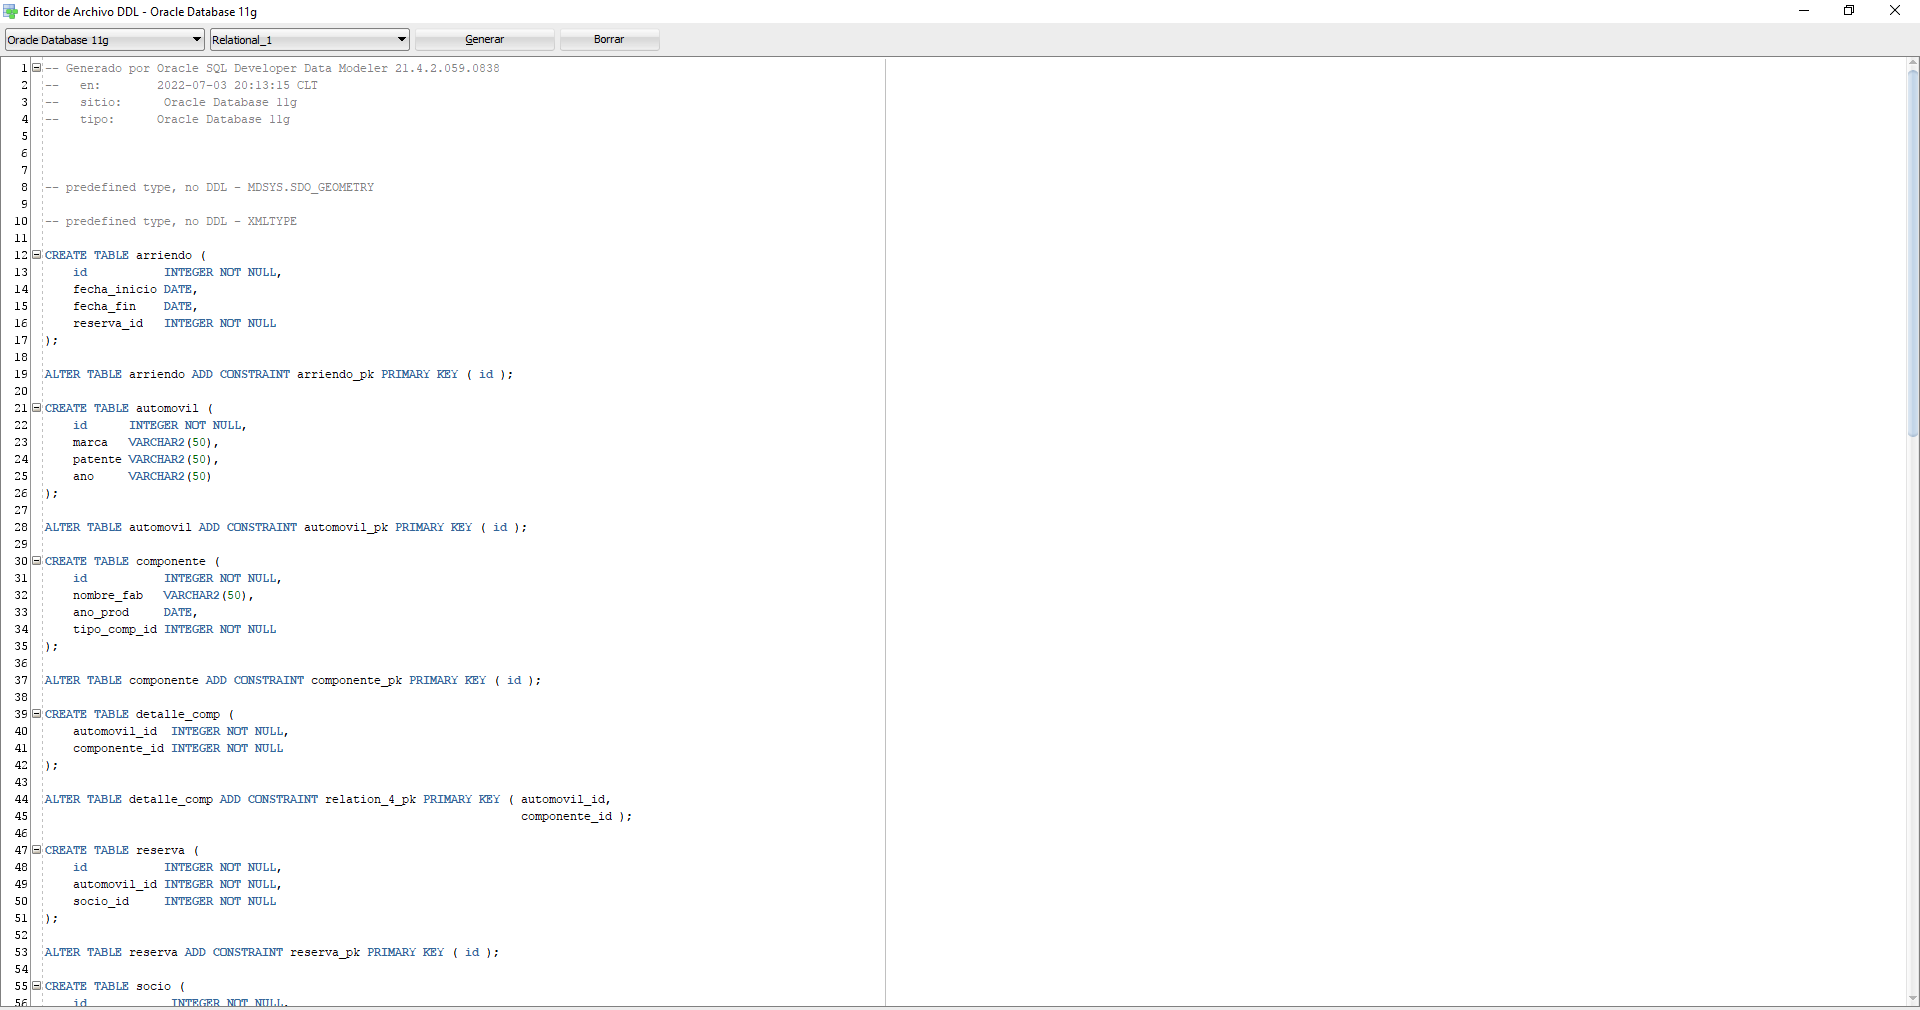 Editor de Archivo DDL - Oracle Database 11g
Oracle Database 11g Relational_1 Generar Borrar
1 -- Generado por Oracle SQL Developer Data Modeler 21.4.2.059.0838
2 --   en:        2022-07-03 20:13:15 CLT
3 --   sitio:      Oracle Database 11g
4 --   tipo:      Oracle Database 11g
5
6
7
8 -- predefined type, no DDL - MDSYS.SDO_GEOMETRY
9
10 -- predefined type, no DDL - XMLTYPE
11
12 CREATE TABLE arriendo (
13     id           INTEGER NOT NULL,
14     fecha_inicio DATE,
15     fecha_fin    DATE,
16     reserva_id   INTEGER NOT NULL
17 );
18
19 ALTER TABLE arriendo ADD CONSTRAINT arriendo_pk PRIMARY KEY ( id );
20
21 CREATE TABLE automovil (
22     id      INTEGER NOT NULL,
23     marca   VARCHAR2(50),
24     patente VARCHAR2(50),
25     ano     VARCHAR2(50)
26 );
27
28 ALTER TABLE automovil ADD CONSTRAINT automovil_pk PRIMARY KEY ( id );
29
30 CREATE TABLE componente (
31     id           INTEGER NOT NULL,
32     nombre_fab   VARCHAR2(50),
33     ano_prod     DATE,
34     tipo_comp_id INTEGER NOT NULL
35 );
36
37 ALTER TABLE componente ADD CONSTRAINT componente_pk PRIMARY KEY ( id );
38
39 CREATE TABLE detalle_comp (
40     automovil_id  INTEGER NOT NULL,
41     componente_id INTEGER NOT NULL
42 );
43
44 ALTER TABLE detalle_comp ADD CONSTRAINT relation_4_pk PRIMARY KEY ( automovil_id,
45                                                                     componente_id );
46
47 CREATE TABLE reserva (
48     id           INTEGER NOT NULL,
49     automovil_id INTEGER NOT NULL,
50     socio_id     INTEGER NOT NULL
51 );
52
53 ALTER TABLE reserva ADD CONSTRAINT reserva_pk PRIMARY KEY ( id );
54
55 CREATE TABLE socio (
56     id            INTEGER NOT NULL,